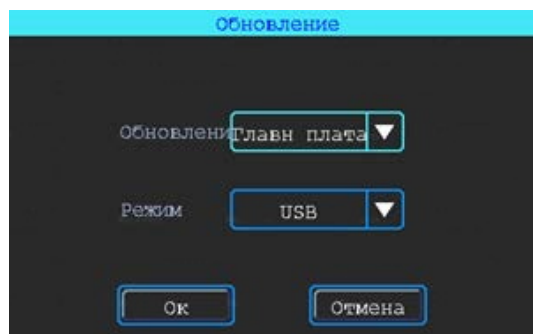 Обновление
Обновлени Главн плата
Режим USB
Ок Отмена